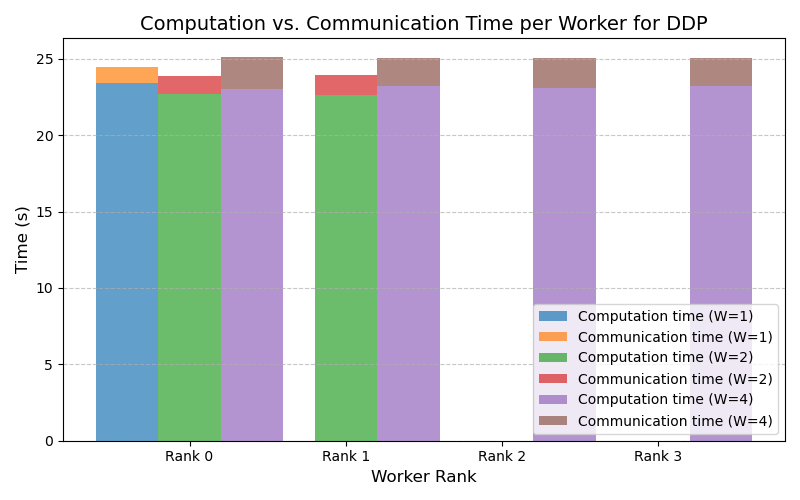 Computation vs. Communication Time per Worker for DDP
Time (s)
25
20
15
10
5
0
Computation time (W=1)
Communication time (W=1)
Computation time (W=2)
Communication time (W=2)
Computation time (W=4)
Communication time (W=4)
Rank 0 Rank 1 Rank 2 Rank 3
Worker Rank